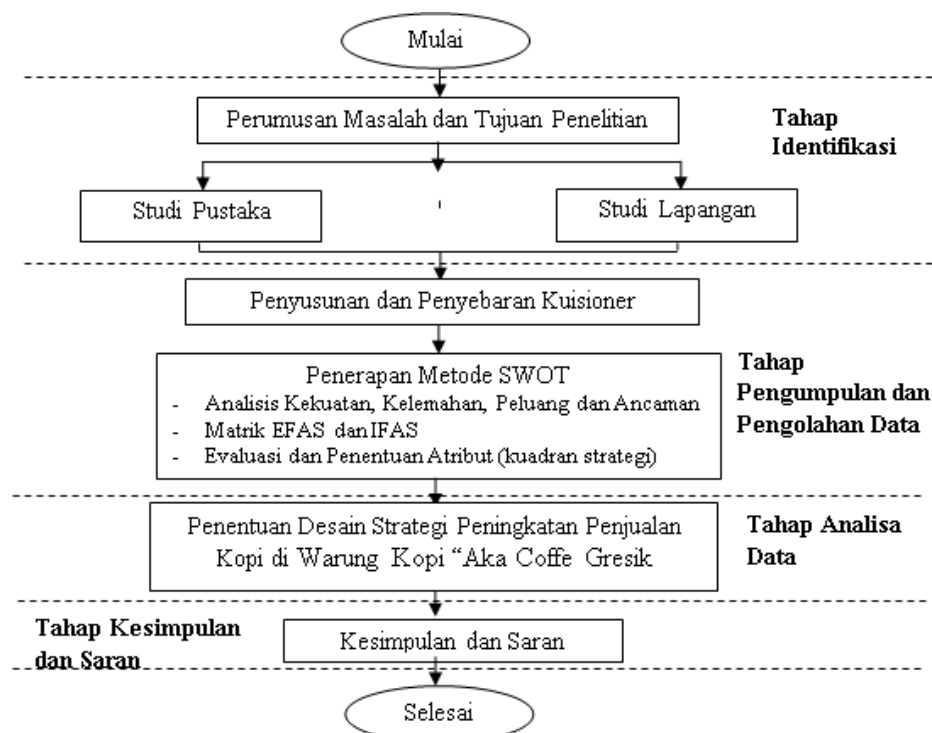 Mulai
Perumusan Masalah dan Tujuan Penelitian
Tahap
Identifikasi
Studi Pustaka
Studi Lapangan
Penyusunan dan Penyebaran Kuisioner
Penerapan Metode SWOT
- Analisis Kekuatan, Kelemahan, Peluang dan Ancaman
- Matrik EFAS dan IFAS
- Evaluasi dan Penentuan Atribut (kuadran strategi)
Tahap
Pengumpulan dan
Pengolahan Data
Penentuan Desain Strategi Peningkatan Penjualan
Kopi di Warung Kopi “Aka Coffe Gresik
Tahap Analisa
Data
Tahap Kesimpulan
dan Saran
Kesimpulan dan Saran
Selesai